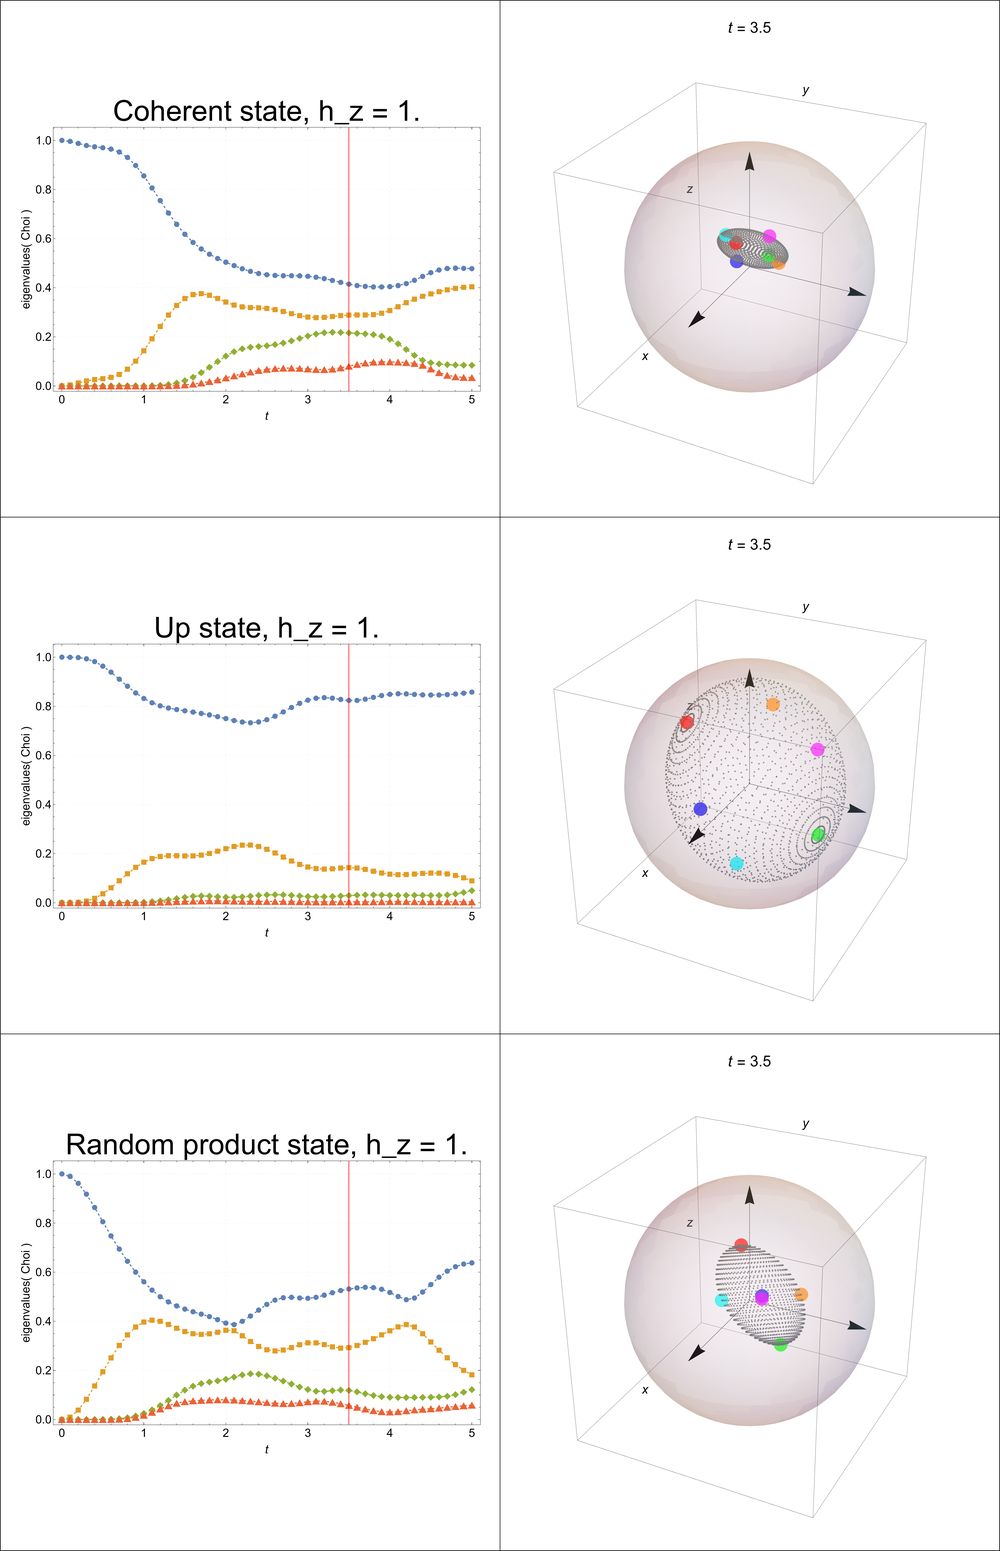 t = 3.5
Coherent state, h_z = 1.
eigenvalues( Choi )
1.0
0.8
0.6
0.4
0.2
0.0
0 1 2 3 4 5
t
y
z
x
t = 3.5
Up state, h_z = 1.
eigenvalues( Choi )
1.0
0.8
0.6
0.4
0.2
0.0
0 1 2 3 4 5
t
y
x
t = 3.5
Random product state, h_z = 1.
eigenvalues( Choi )
1.0
0.8
0.6
0.4
0.2
0.0
0 1 2 3 4 5
t
y
z
x